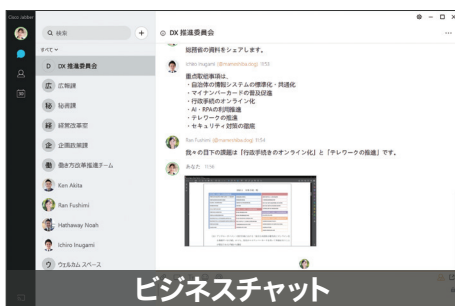 Cisco Jabber
検索
すべて
DX 推進委員会
D DX 推進委員会
広 広報課
秘 秘書課
経 経営改革室
企 企画政策課
働 働き方改革推進チーム
Ken Akita
Ran Fushimi
Hathaway Noah
Ichiro Inugami
ウ ウェルカム スペース
総務省の資料をシェアします。
Ichiro Inugami 11:53
重点取組事項は、
・自治体の情報システムの標準化・共通化
・マイナンバーカードの普及促進
・行政手続のオンライン化
・AI・RPAの利用推進
・テレワークの推進
・セキュリティ対策の徹底
Ran Fushimi 11:54
我々の目下の課題は「行政手続きのオンライン化」と「テレワークの推進」です。
あなた 11:56
ビジネスチャット